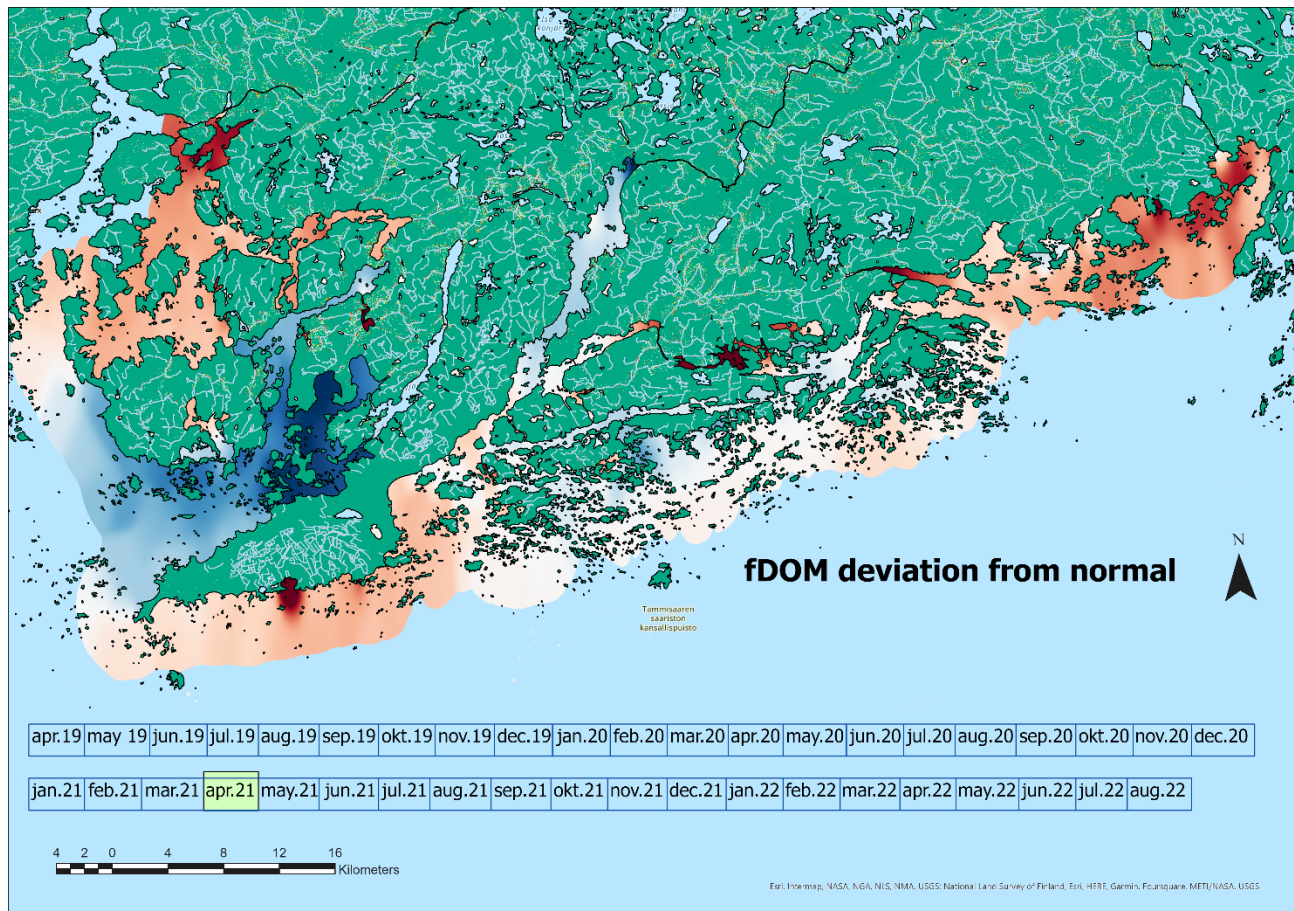 fDOM deviation from normal
N
Tammisaaren
saariston
kansallispuisto
apr.19 may 19 jun.19 jul.19 aug.19 sep.19 okt.19 nov.19 dec.19 jan.20 feb.20 mar.20 apr.20 may.20 jun.20 jul.20 aug.20 sep.20 okt.20 nov.20 dec.20
jan.21 feb.21 mar.21 apr.21 may.21 jun.21 jul.21 aug.21 sep.21 okt.21 nov.21 dec.21 jan.22 feb.22 mar.22 apr.22 may.22 jun.22 jul.22 aug.22
4 2 0 4 8 12 16
Kilometers
Esri, Intermap, NASA, NGA, NLS, NMA, USGS; National Land Survey of Finland, Esri, HERE, Garmin, Foursquare, METI/NASA, USGS